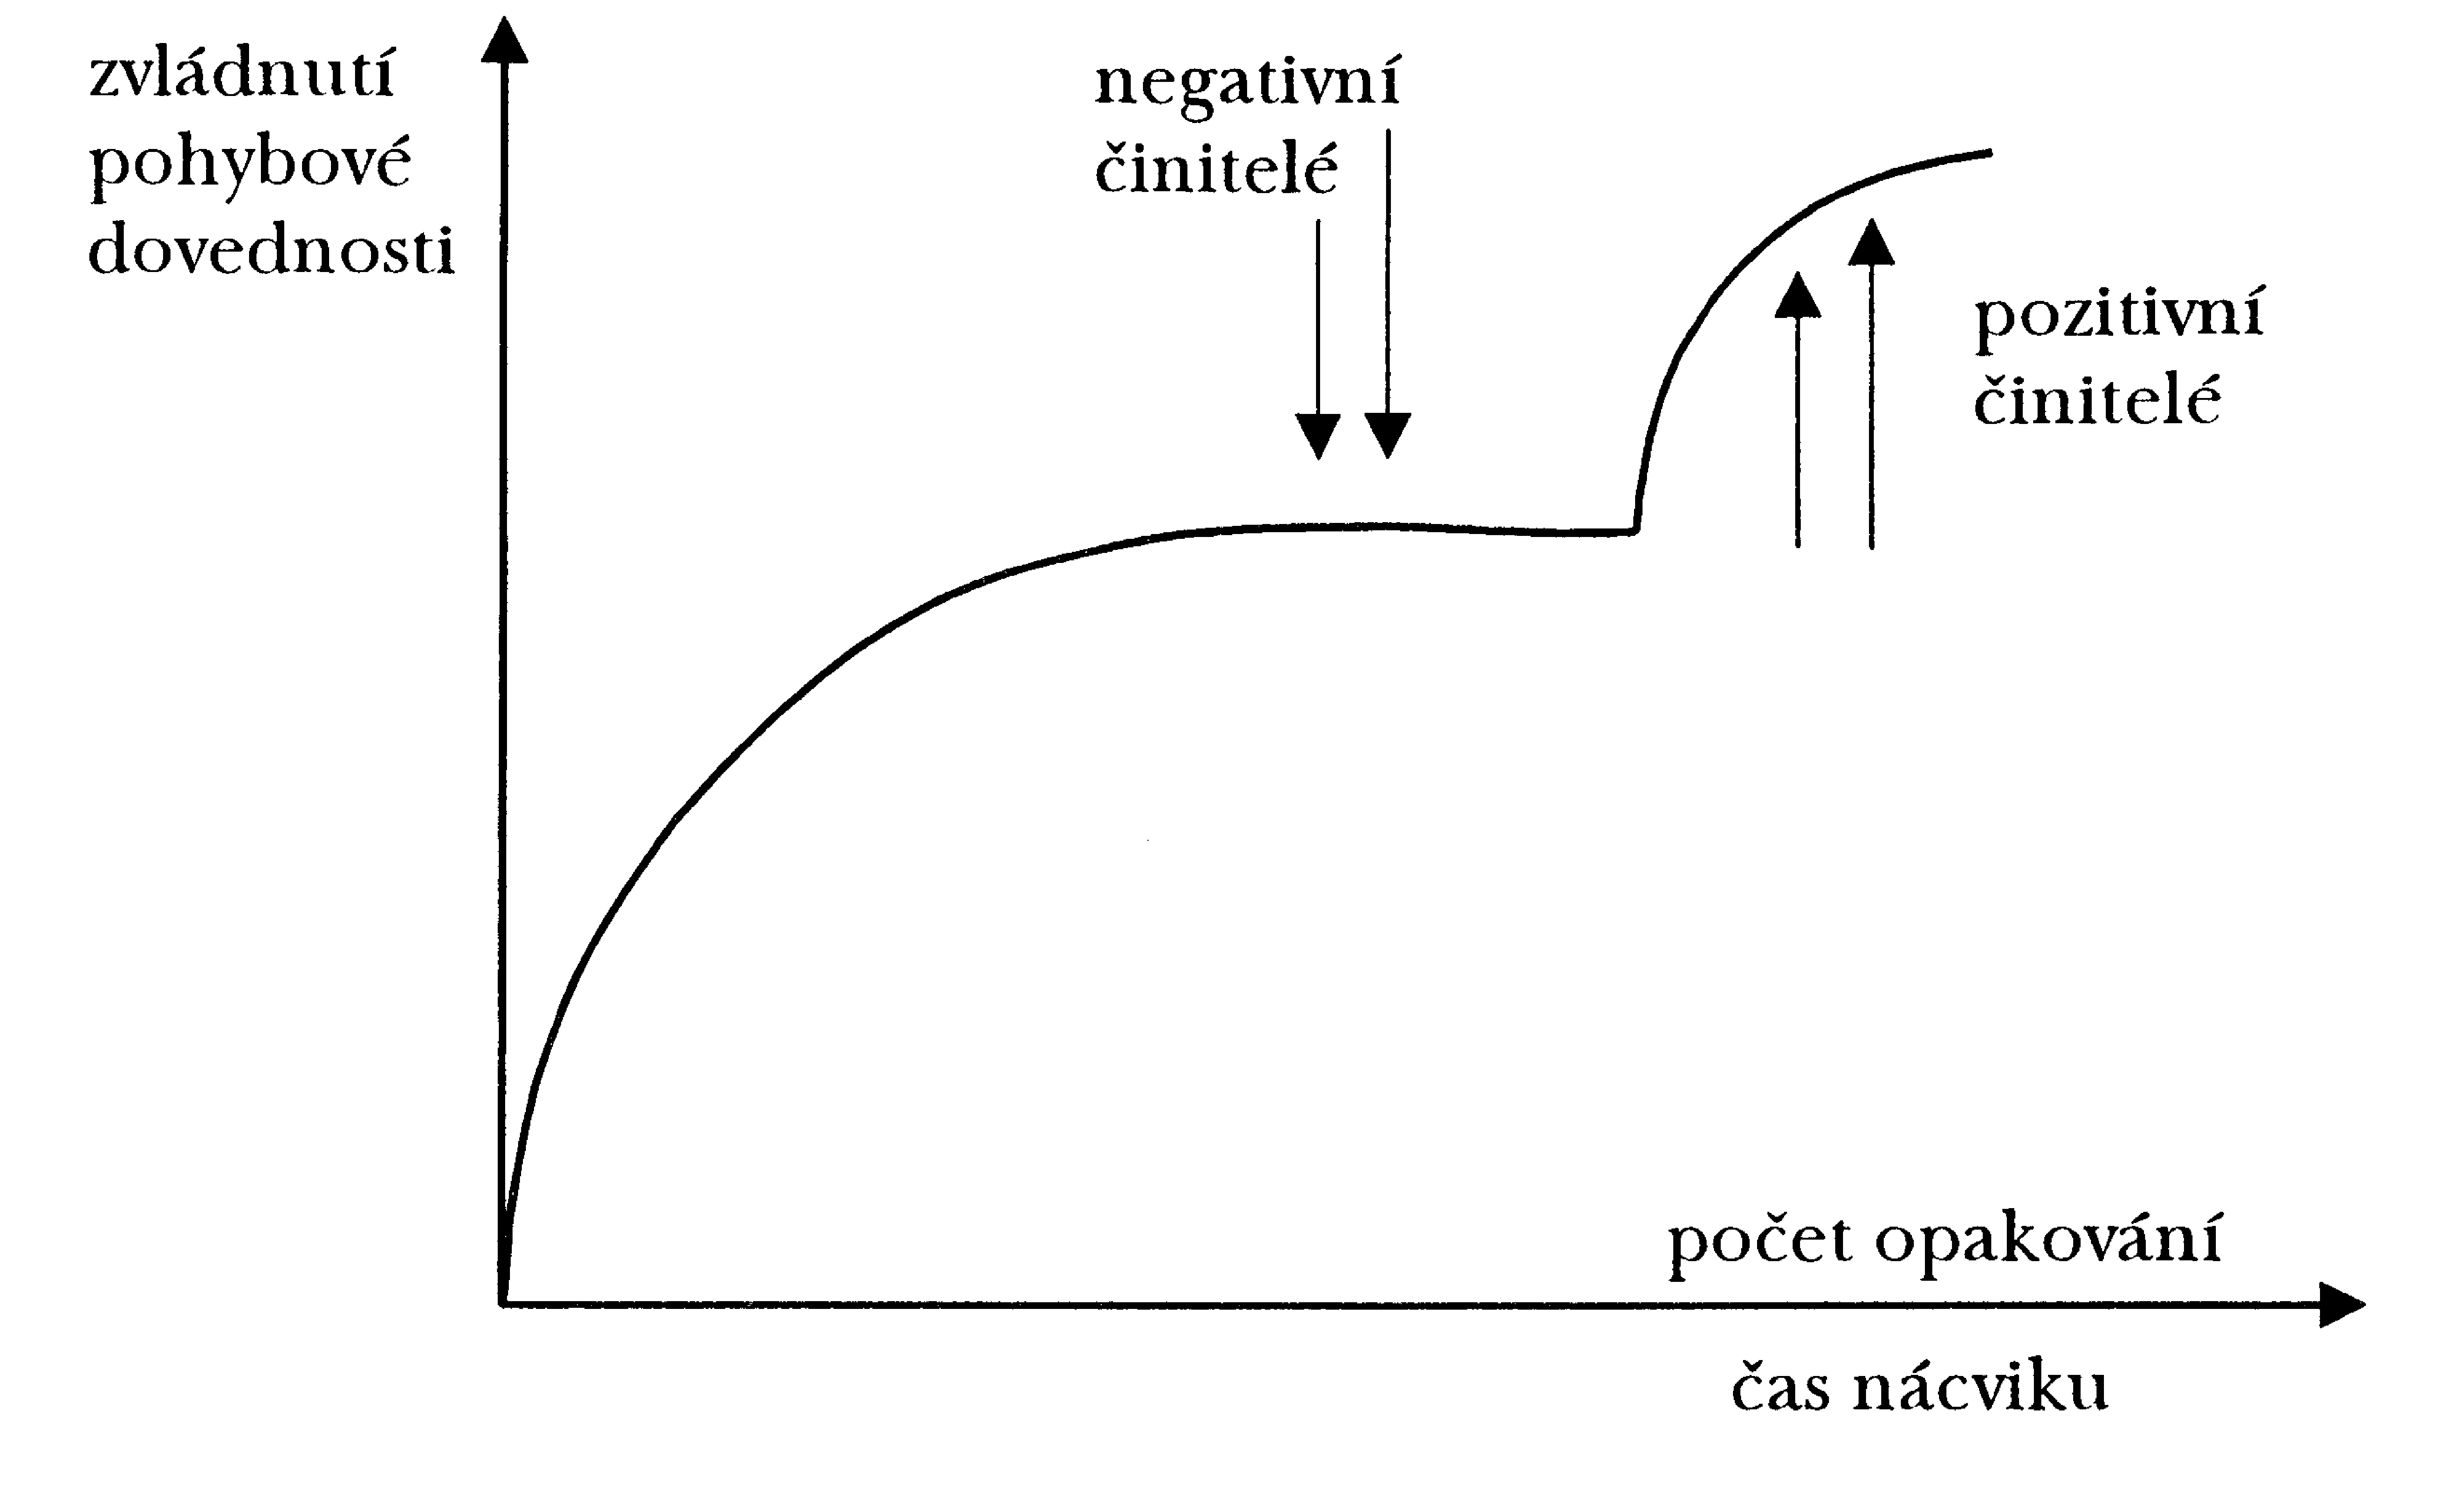 zvládnutí
pohybové
dovednosti
negativní
činitelé
pozitivní
činitelé
počet opakování
čas nácviku